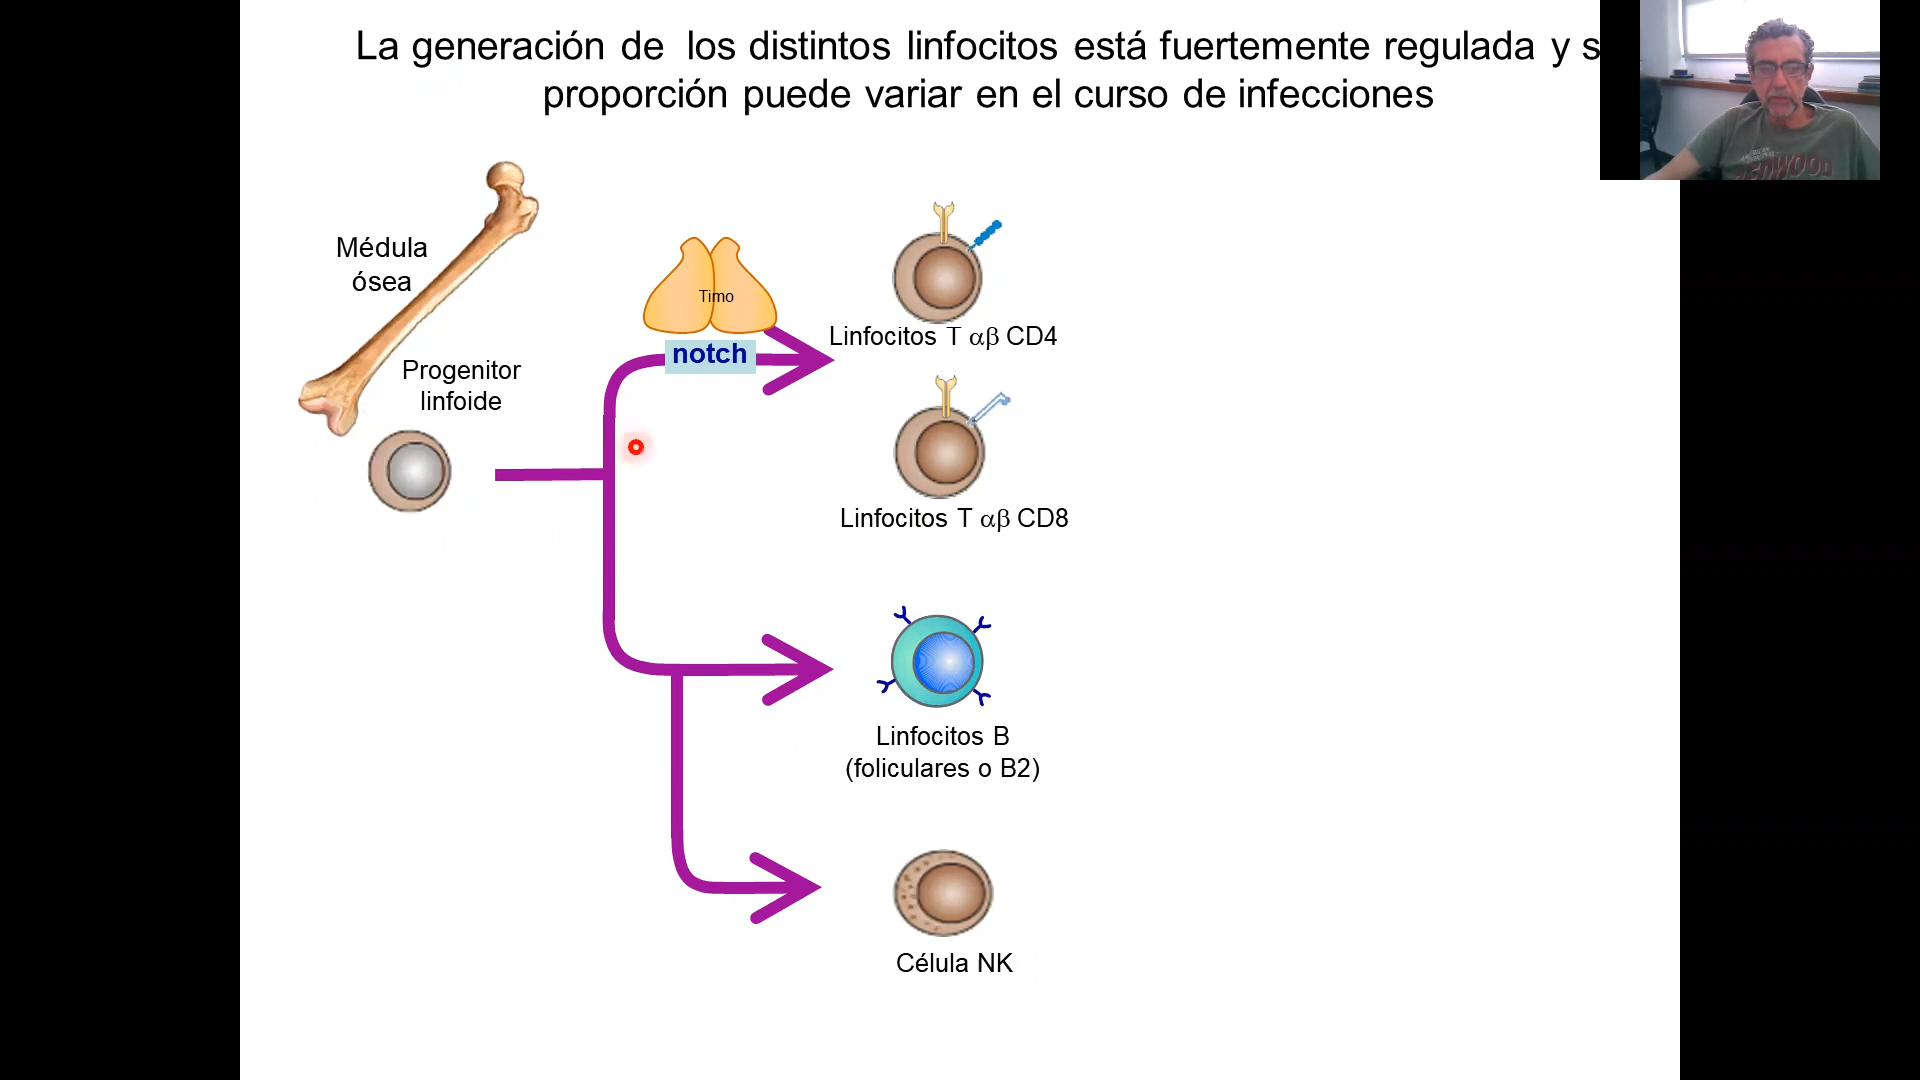 La generación de los distintos linfocitos está fuertemente regulada y s
proporción puede variar en el curso de infecciones
Médula
ósea
Timo
notch
Progenitor
linfoide
Linfocitos T αβ CD4
Linfocitos T αβ CD8
Linfocitos B
(foliculares o B2)
Célula NK